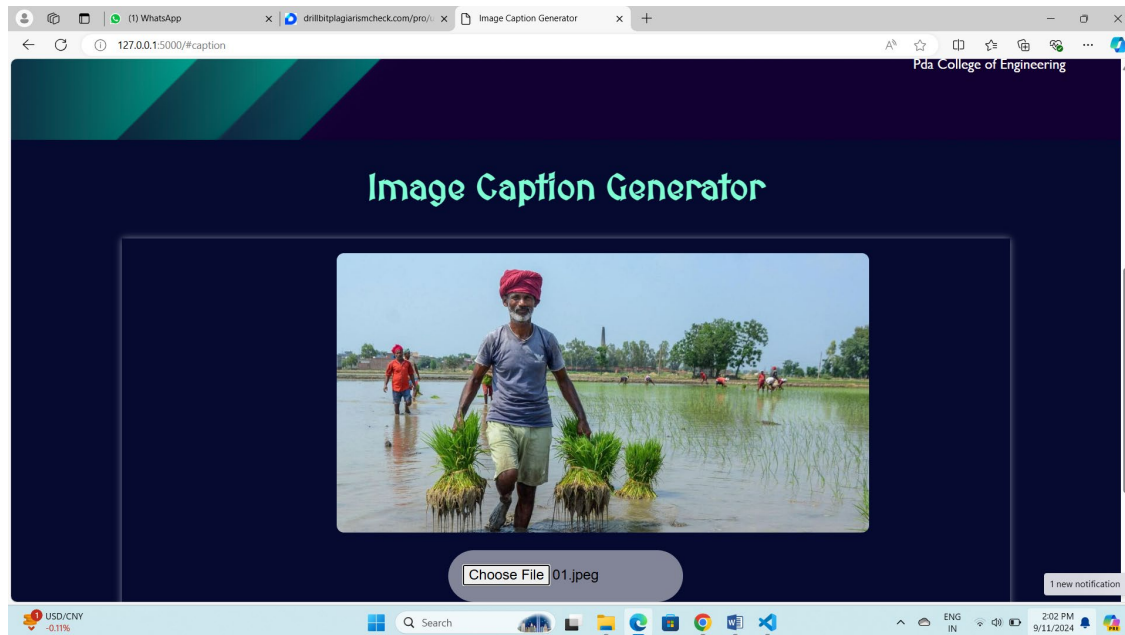 (1) WhatsApp
drillbitplagiarismcheck.com/pro/
Image Caption Generator
127.0.0.1:5000/#caption
Pda College of Engineering
Image Caption Generator
Choose File 01.jpeg
1 new notification
1
USD/CNY
-0.11%
Search
ENG
IN
2:02 PM
9/11/2024
PRE